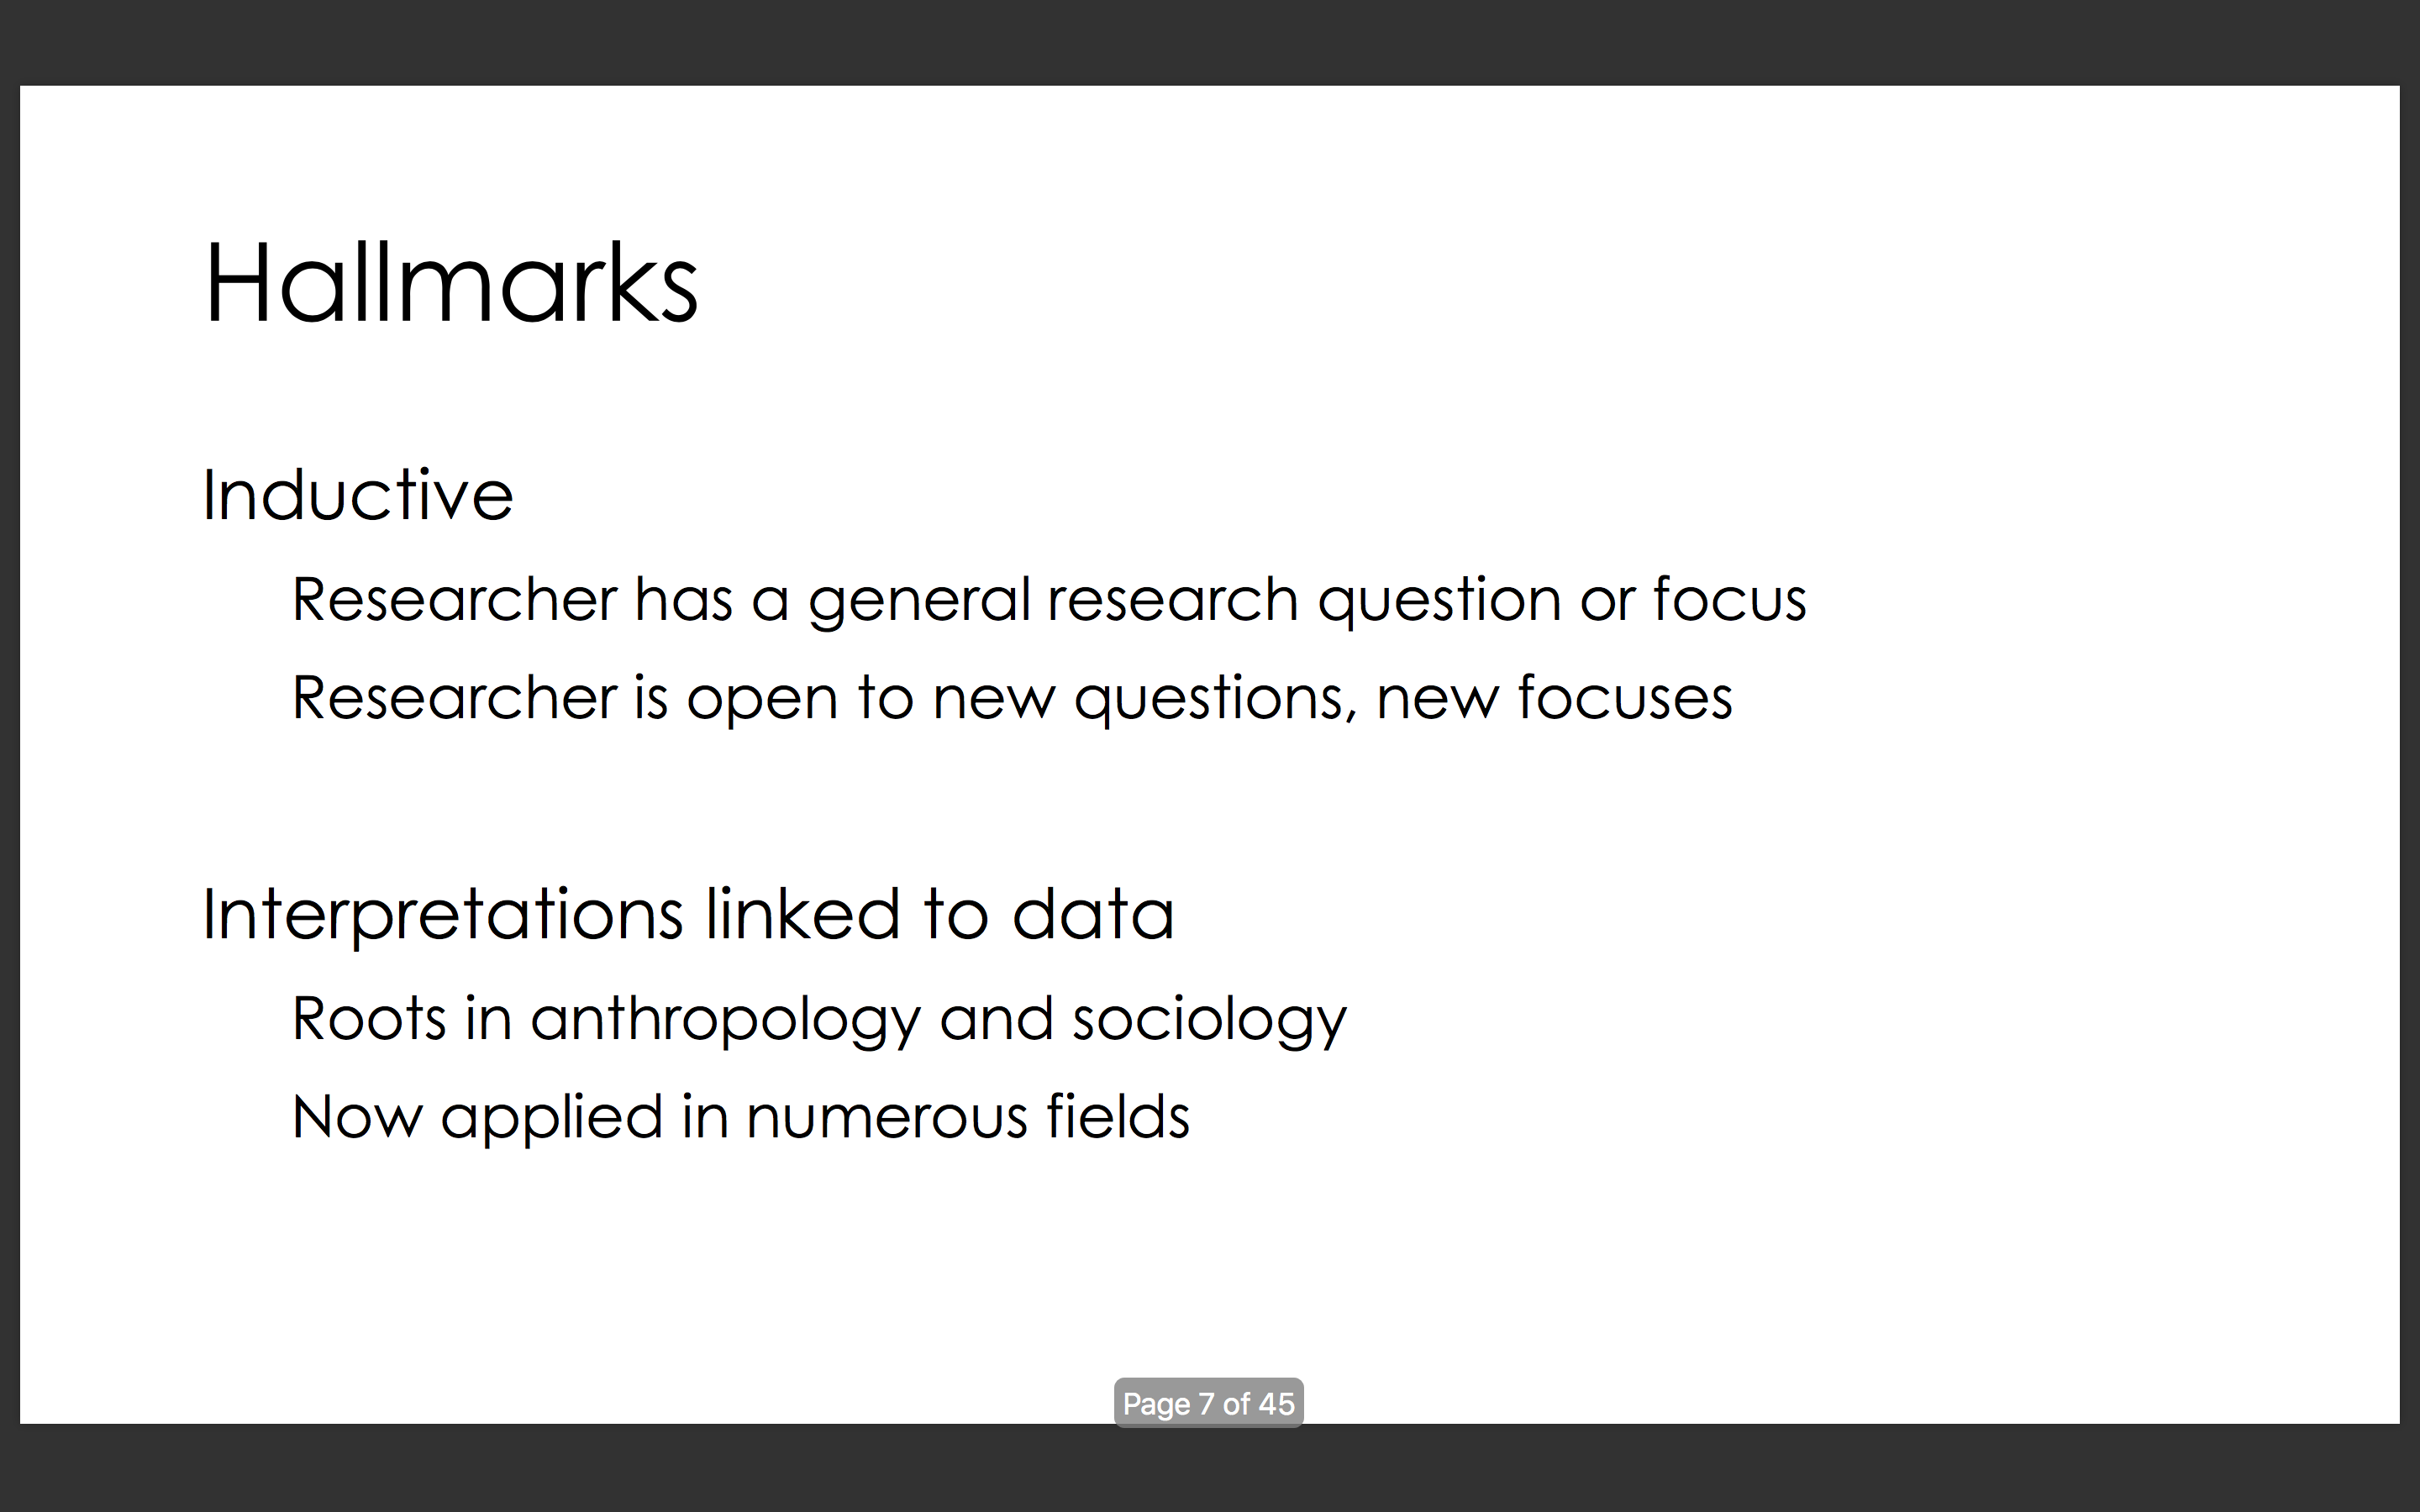 Hallmarks
Inductive
Researcher has a general research question or focus
Researcher is open to new questions, new focuses
Interpretations linked to data
Roots in anthropology and sociology
Now applied in numerous fields
Page 7 of 45